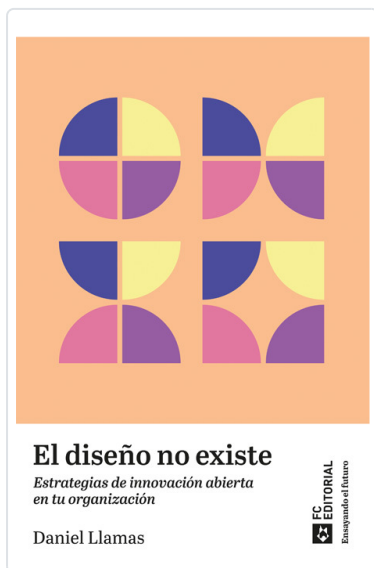 El diseño no existe
Estrategias de innovación abierta
en tu organización
Daniel Llamas
FC
EDITORIAL
Ensayando el futuro